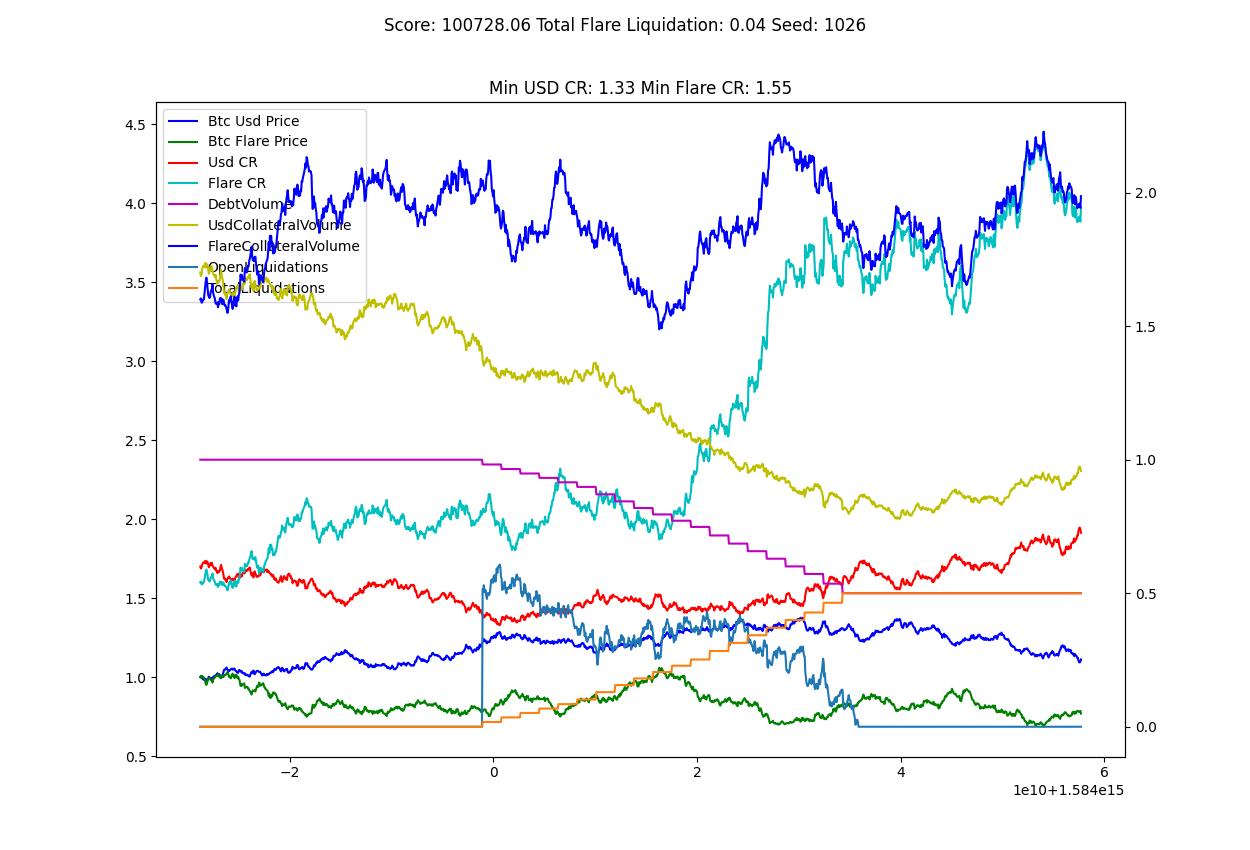 Score: 100728.06 Total Flare Liquidation: 0.04 Seed: 1026
Min USD CR: 1.33 Min Flare CR: 1.55
Btc Usd Price
Btc Flare Price
Usd CR
Flare CR
DebtVolume
UsdCollateralVolume
FlareCollateralVolume
OpenLiquidations
TotalLiquidations
4.5
4.0
3.5
3.0
2.5
2.0
1.5
1.0
0.5
2.0
1.5
1.0
0.5
0.0
−2
0
2
4
6
1e10+1.584e15